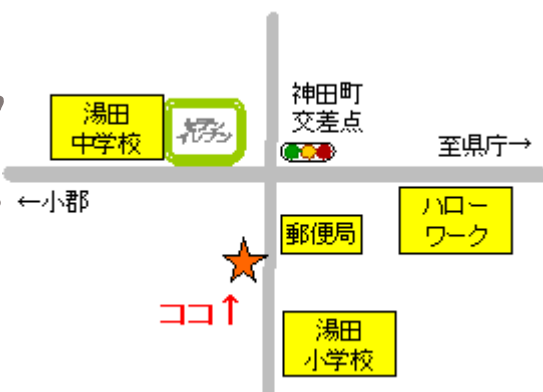 湯田
中学校
神田町
交差点
至県庁→
←小郡
ハロー
ワーク
郵便局
ココ↑
湯田
小学校